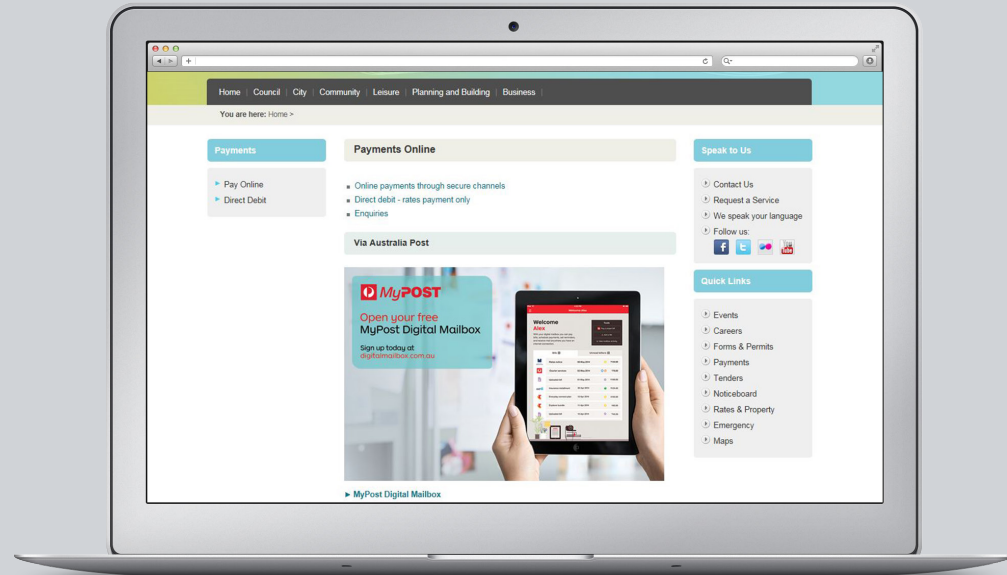 Home | Council | City | Community | Leisure | Planning and Building | Business |
You are here: Home >
Payments
Pay Online
Direct Debit
Payments Online
Online payments through secure channels
Direct debit - rates payment only
Enquiries
Via Australia Post
MyPOST
Open your free
MyPost Digital Mailbox
Sign up today at
digitalmailbox.com.au
Welcome
Alex
MyPost Digital Mailbox
Speak to Us
Contact Us
Request a Service
We speak your language
Follow us:
Quick Links
Events
Careers
Forms & Permits
Payments
Tenders
Noticeboard
Rates & Property
Emergency
Maps